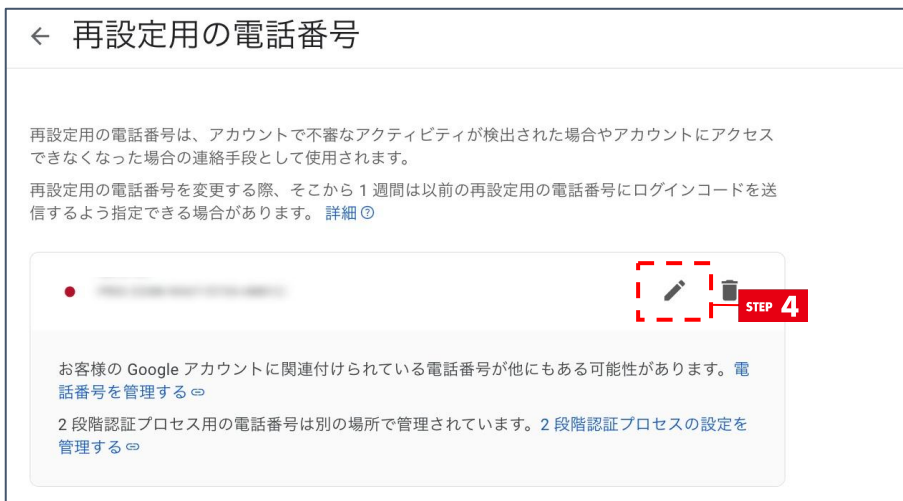 再設定用の電話番号
再設定用の電話番号は、アカウントで不審なアクティビティが検出された場合やアカウントにアクセス
できなくなった場合の連絡手段として使用されます。
再設定用の電話番号を変更する際、そこから 1 週間は以前の再設定用の電話番号にログインコードを送
信するよう指定できる場合があります。 詳細
STEP 4
お客様の Google アカウントに関連付けられている電話番号が他にもある可能性があります。電
話番号を管理する
2 段階認証プロセス用の電話番号は別の場所で管理されています。2 段階認証プロセスの設定を
管理する